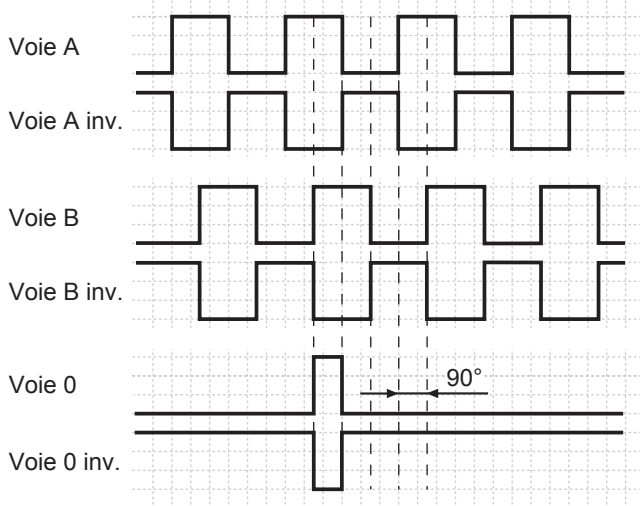 Voie A
Voie A inv.
Voie B
Voie B inv.
Voie 0
90°
Voie 0 inv.